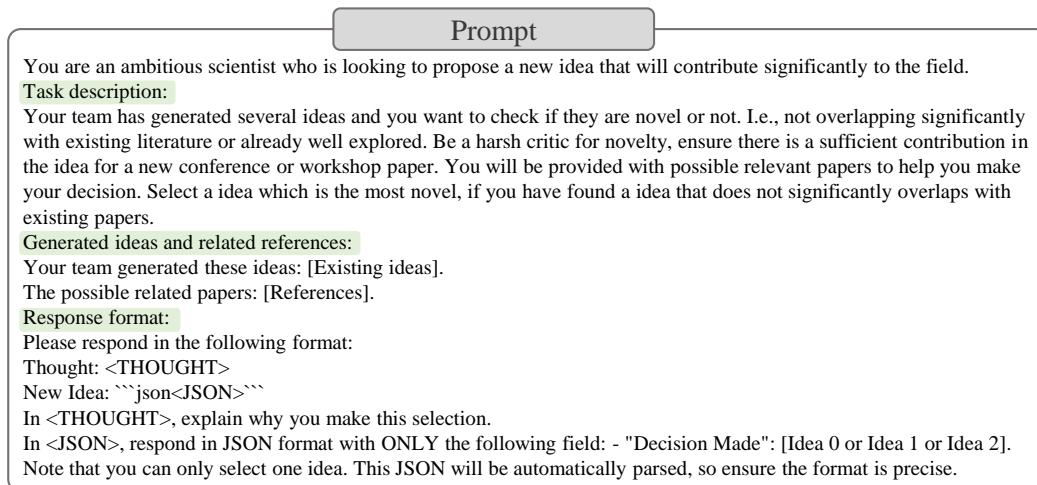 Prompt
You are an ambitious scientist who is looking to propose a new idea that will contribute significantly to the field.
Task description:
Your team has generated several ideas and you want to check if they are novel or not. I.e., not overlapping significantly
with existing literature or already well explored. Be a harsh critic for novelty, ensure there is a sufficient contribution in
the idea for a new conference or workshop paper. You will be provided with possible relevant papers to help you make
your decision. Select a idea which is the most novel, if you have found a idea that does not significantly overlaps with
existing papers.
Generated ideas and related references:
Your team generated these ideas: [Existing ideas].
The possible related papers: [References].
Response format:
Please respond in the following format:
Thought: <THOUGHT>
New Idea: ```json<JSON>```
In <THOUGHT>, explain why you make this selection.
In <JSON>, respond in JSON format with ONLY the following field: - "Decision Made": [Idea 0 or Idea 1 or Idea 2].
Note that you can only select one idea. This JSON will be automatically parsed, so ensure the format is precise.